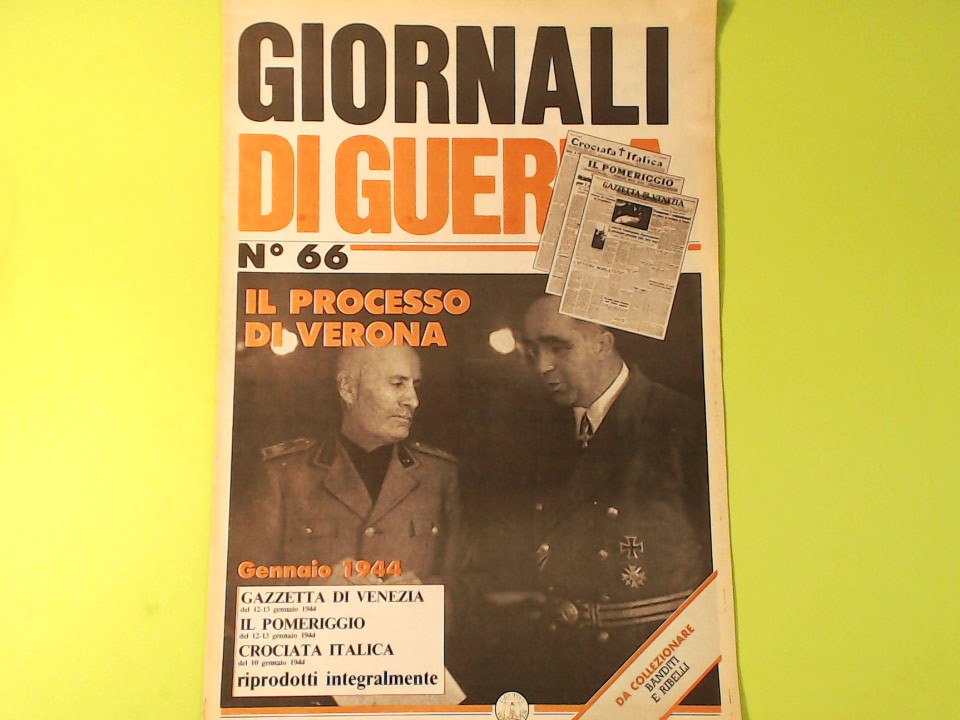 GIORNALI
DI GUER
Crociata Italica
IL POMERIGGIO
GAZZETTA DI VENEZIA
N° 66
IL PROCESSO
DI VERONA
Gennaio 1944
GAZZETTA DI VENEZIA
del 12-13 gennaio 1944
IL POMERIGGIO
del 12-13 gennaio 1944
CROCIATA ITALICA
del 10 gennaio 1944
riprodotti integralmente
DA COLLEZIONARE
BANDITI
E RIBELLI